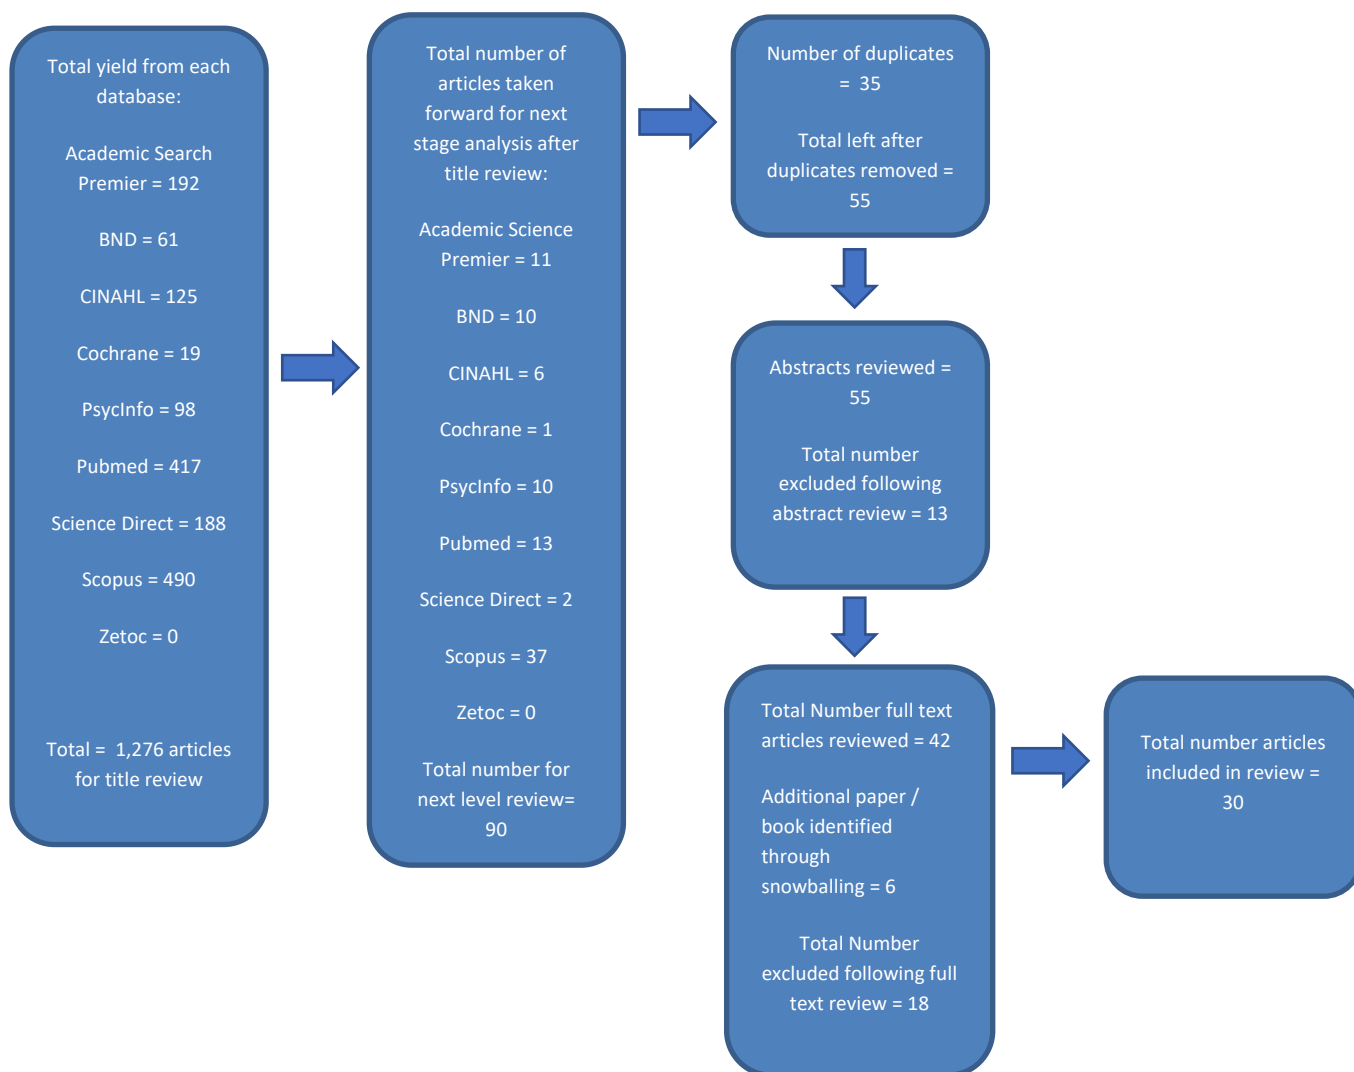 Total yield from each
database:
Academic Search
Premier = 192
BND = 61
CINAHL = 125
Cochrane = 19
PsycInfo = 98
Pubmed = 417
Science Direct = 188
Scopus = 490
Zetoc = 0
Total =  1,276 articles
for title review
Total number of
articles taken
forward for next
stage analysis after
title review:
Academic Science
Premier = 11
BND = 10
CINAHL = 6
Cochrane = 1
PsycInfo = 10
Pubmed = 13
Science Direct = 2
Scopus = 37
Zetoc = 0
Total number for
next level review=
90
Number of duplicates
=  35
Total left after
duplicates removed =
55
Abstracts reviewed =
55
Total number
excluded following
abstract review = 13
Total Number full text
articles reviewed = 42
Additional paper /
book identified
through
snowballing = 6
Total Number
excluded following full
text review = 18
Total number articles
included in review =
30